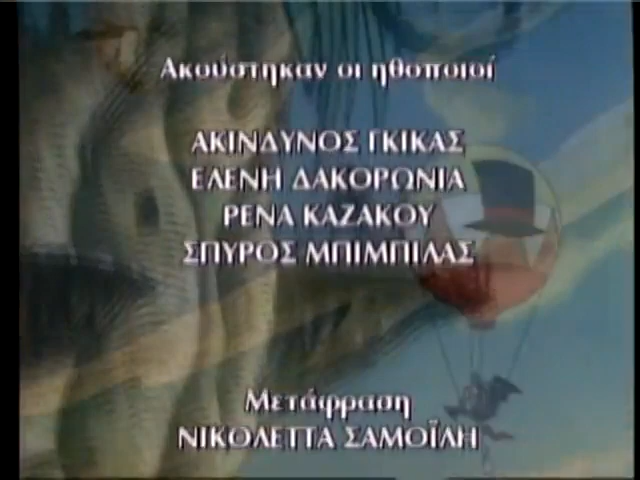 Ακούστηκαν οι ηθοποιοί
ΑΚΙΝΔΥΝΟΣ ΓΚΙΚΑΣ
ΕΛΕΝΗ ΔΑΚΟΡΩΝΙΑ
ΡΕΝΑ ΚΑΖΑΚΟΥ
ΣΠΥΡΟΣ ΜΠΙΜΠΙΛΑΣ
Μετάφραση
ΝΙΚΟΛΕΤΤΑ ΣΑΜΟΪΛΗ